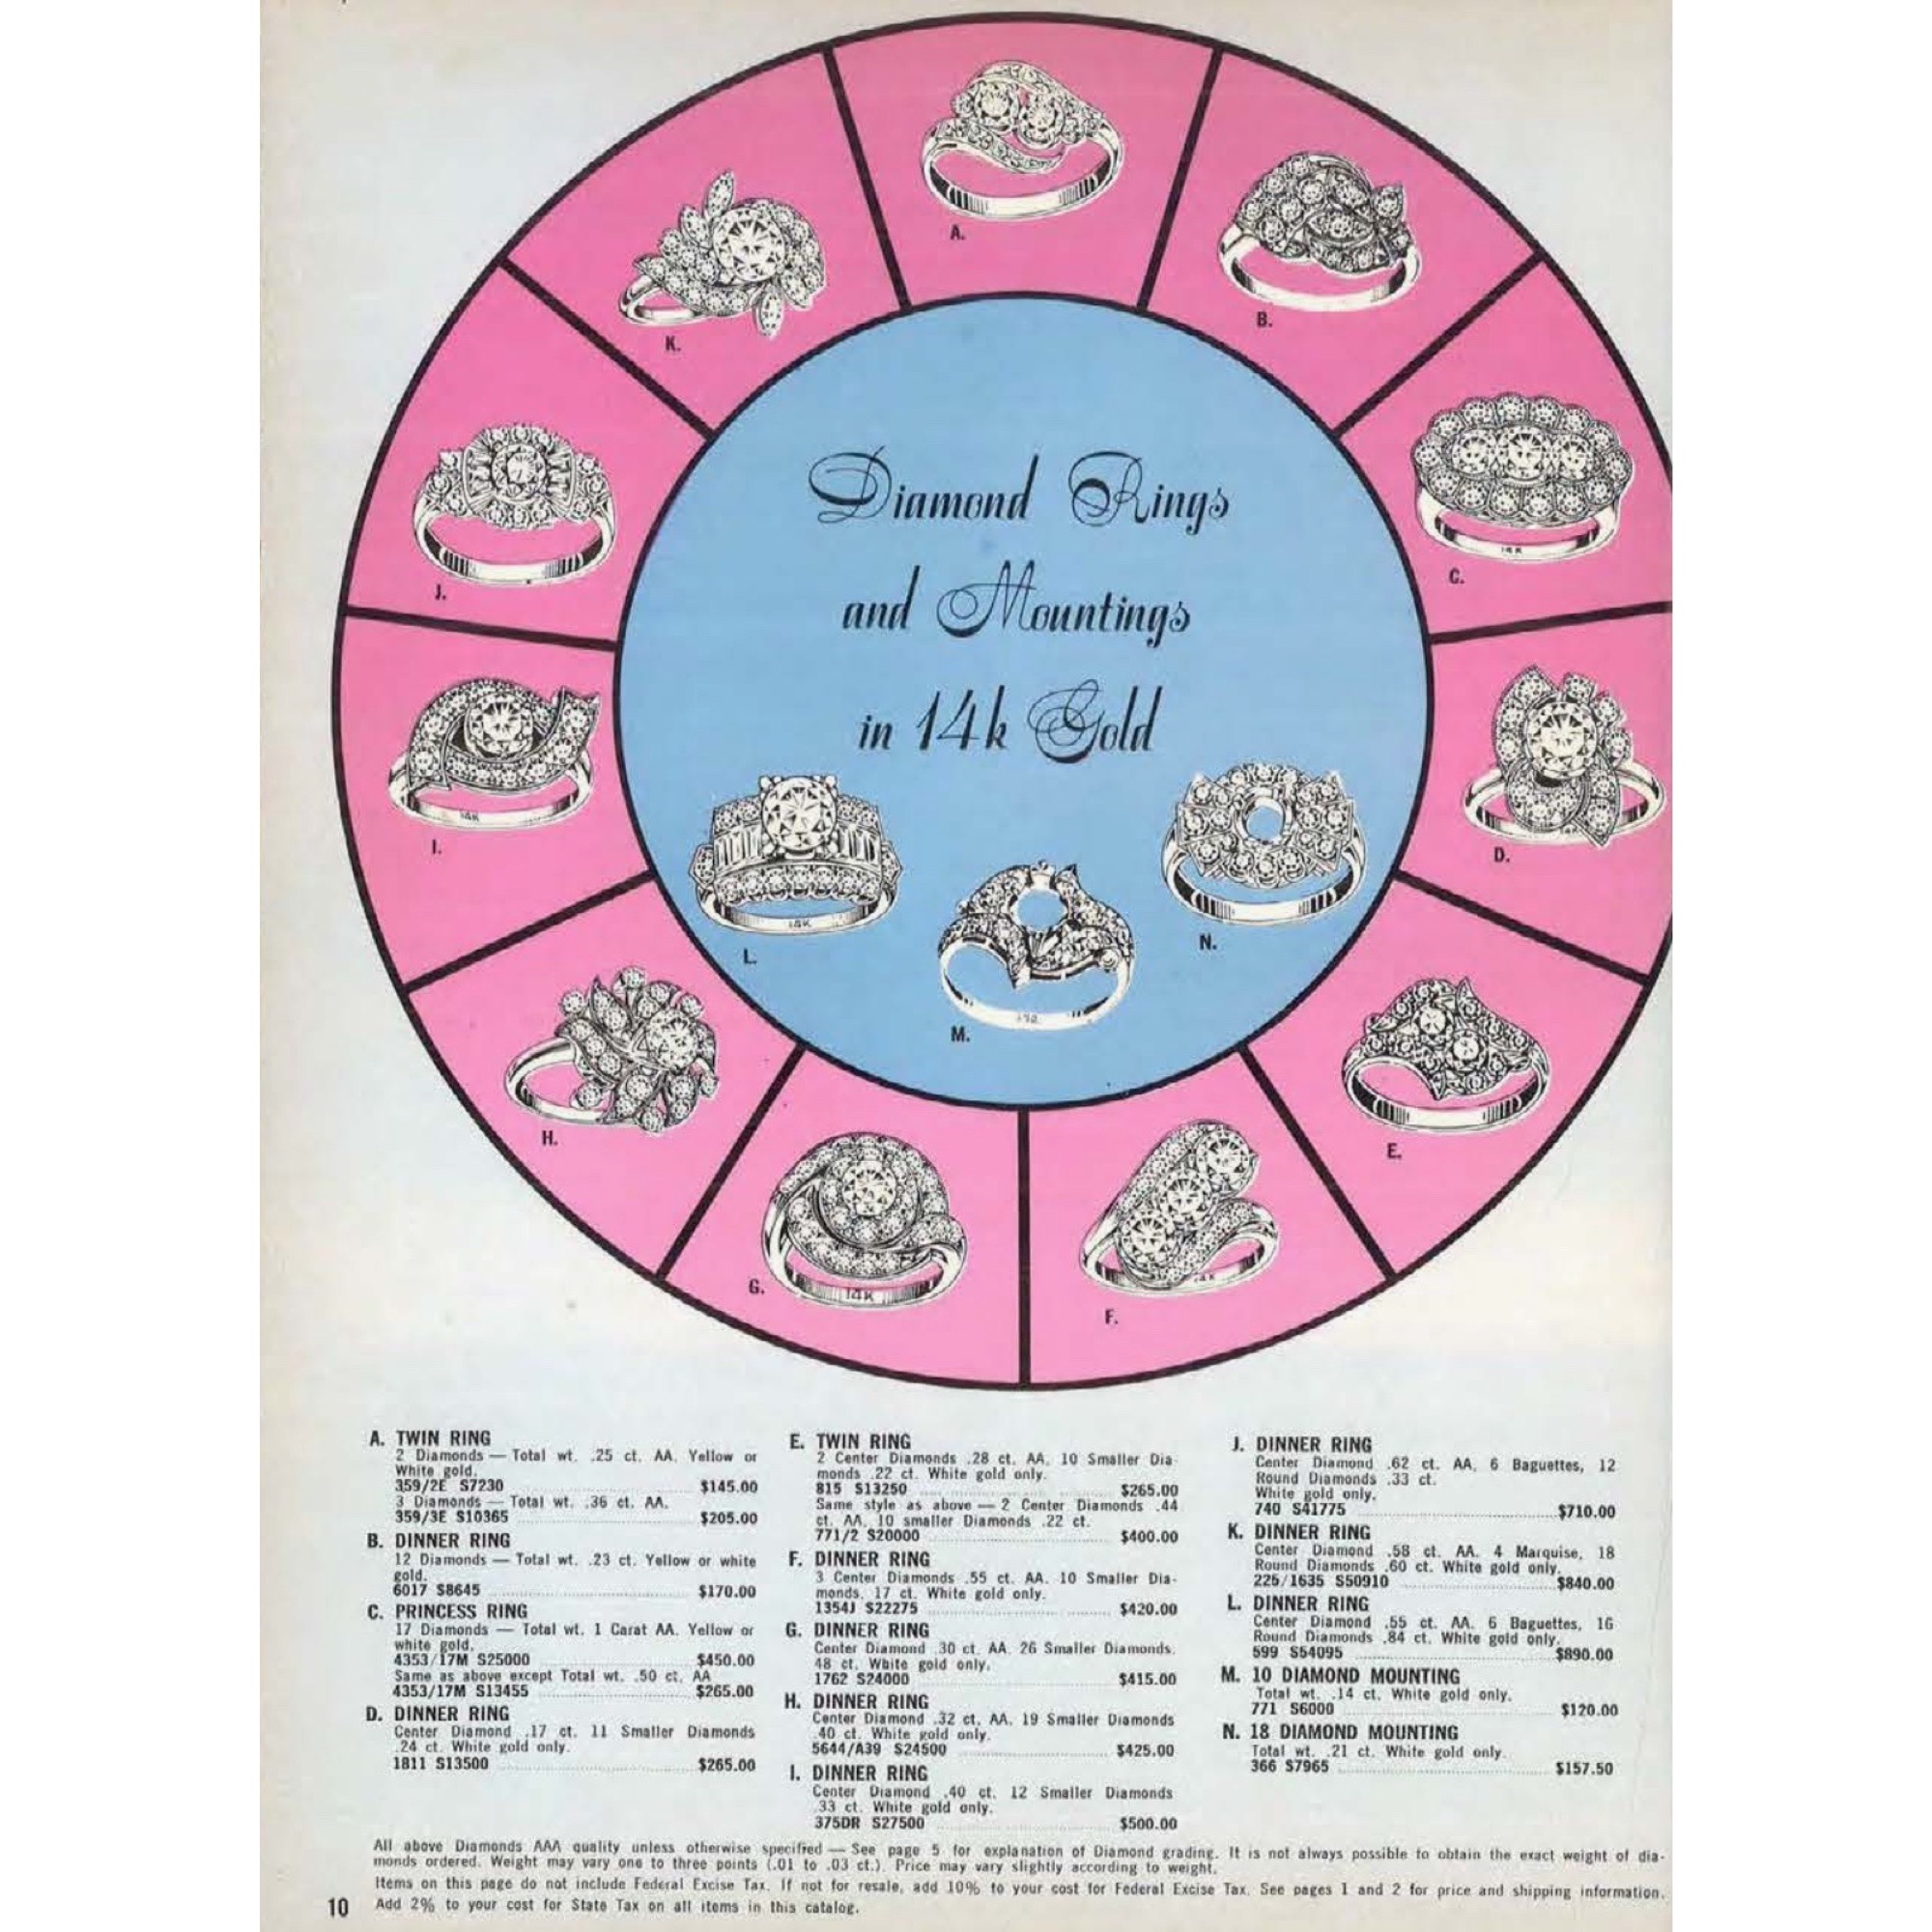 A.
B.
K.
C.
J.
D.
I.
E.
H.
F.
G.
Diamond Rings
and Mountings
in 14k Gold
L.
N.
M.
14K
14K
14K
14K
A. TWIN RING
2 Diamonds — Total wt. .25 ct. AA. Yellow or
White gold.
359/2E S7230 $145.00
3 Diamonds — Total wt. .36 ct. AA.
359/3E S10365 $205.00
B. DINNER RING
12 Diamonds — Total wt. .23 ct. Yellow or white
gold.
6017 S8645 $170.00
C. PRINCESS RING
17 Diamonds — Total wt. 1 Carat AA. Yellow or
white gold.
4353/17M S25000 $450.00
Same as above except Total wt. .50 ct. AA
4353/17M S13455 $265.00
D. DINNER RING
Center Diamond .17 ct. 11 Smaller Diamonds
.24 ct. White gold only.
1811 S13500 $265.00
E. TWIN RING
2 Center Diamonds .28 ct. AA. 10 Smaller Dia-
monds .22 ct. White gold only.
815 S13250 $265.00
Same style as above — 2 Center Diamonds .44
ct. AA. 10 smaller Diamonds .22 ct.
771/2 S20000 $400.00
F. DINNER RING
3 Center Diamonds .55 ct. AA. 10 Smaller Dia-
monds. 17 ct. White gold only.
1354J S22275 $420.00
G. DINNER RING
Center Diamond .30 ct. AA. 26 Smaller Diamonds.
48 ct. White gold only.
1762 S24000 $415.00
H. DINNER RING
Center Diamond .32 ct. AA. 19 Smaller Diamonds
.40 ct. White gold only.
5644/A39 S24500 $425.00
I. DINNER RING
Center Diamond .40 ct. 12 Smaller Diamonds
.33 ct. White gold only.
375DR S27500 $500.00
J. DINNER RING
Center Diamond .62 ct. AA. 6 Baguettes, 12
Round Diamonds .33 ct.
White gold only.
740 S41775 $710.00
K. DINNER RING
Center Diamond .58 ct. AA. 4 Marquise, 18
Round Diamonds .60 ct. White gold only.
225/1635 S50910 $840.00
L. DINNER RING
Center Diamond .55 ct. AA. 6 Baguettes, 16
Round Diamonds .84 ct. White gold only.
599 S54095 $890.00
M. 10 DIAMOND MOUNTING
Total wt. .14 ct. White gold only.
771 S6000 $120.00
N. 18 DIAMOND MOUNTING
Total wt. .21 ct. White gold only.
366 S7965 $157.50
All above Diamonds AAA quality unless otherwise specified — See page 5 for explanation of Diamond grading. It is not always possible to obtain the exact weight of dia-
monds ordered. Weight may vary one to three points (.01 to .03 ct.). Price may vary slightly according to weight.
Items on this page do not include Federal Excise Tax. If not for resale, add 10% to your cost for Federal Excise Tax. See pages 1 and 2 for price and shipping information.
Add 2% to your cost for State Tax on all items in this catalog.
10